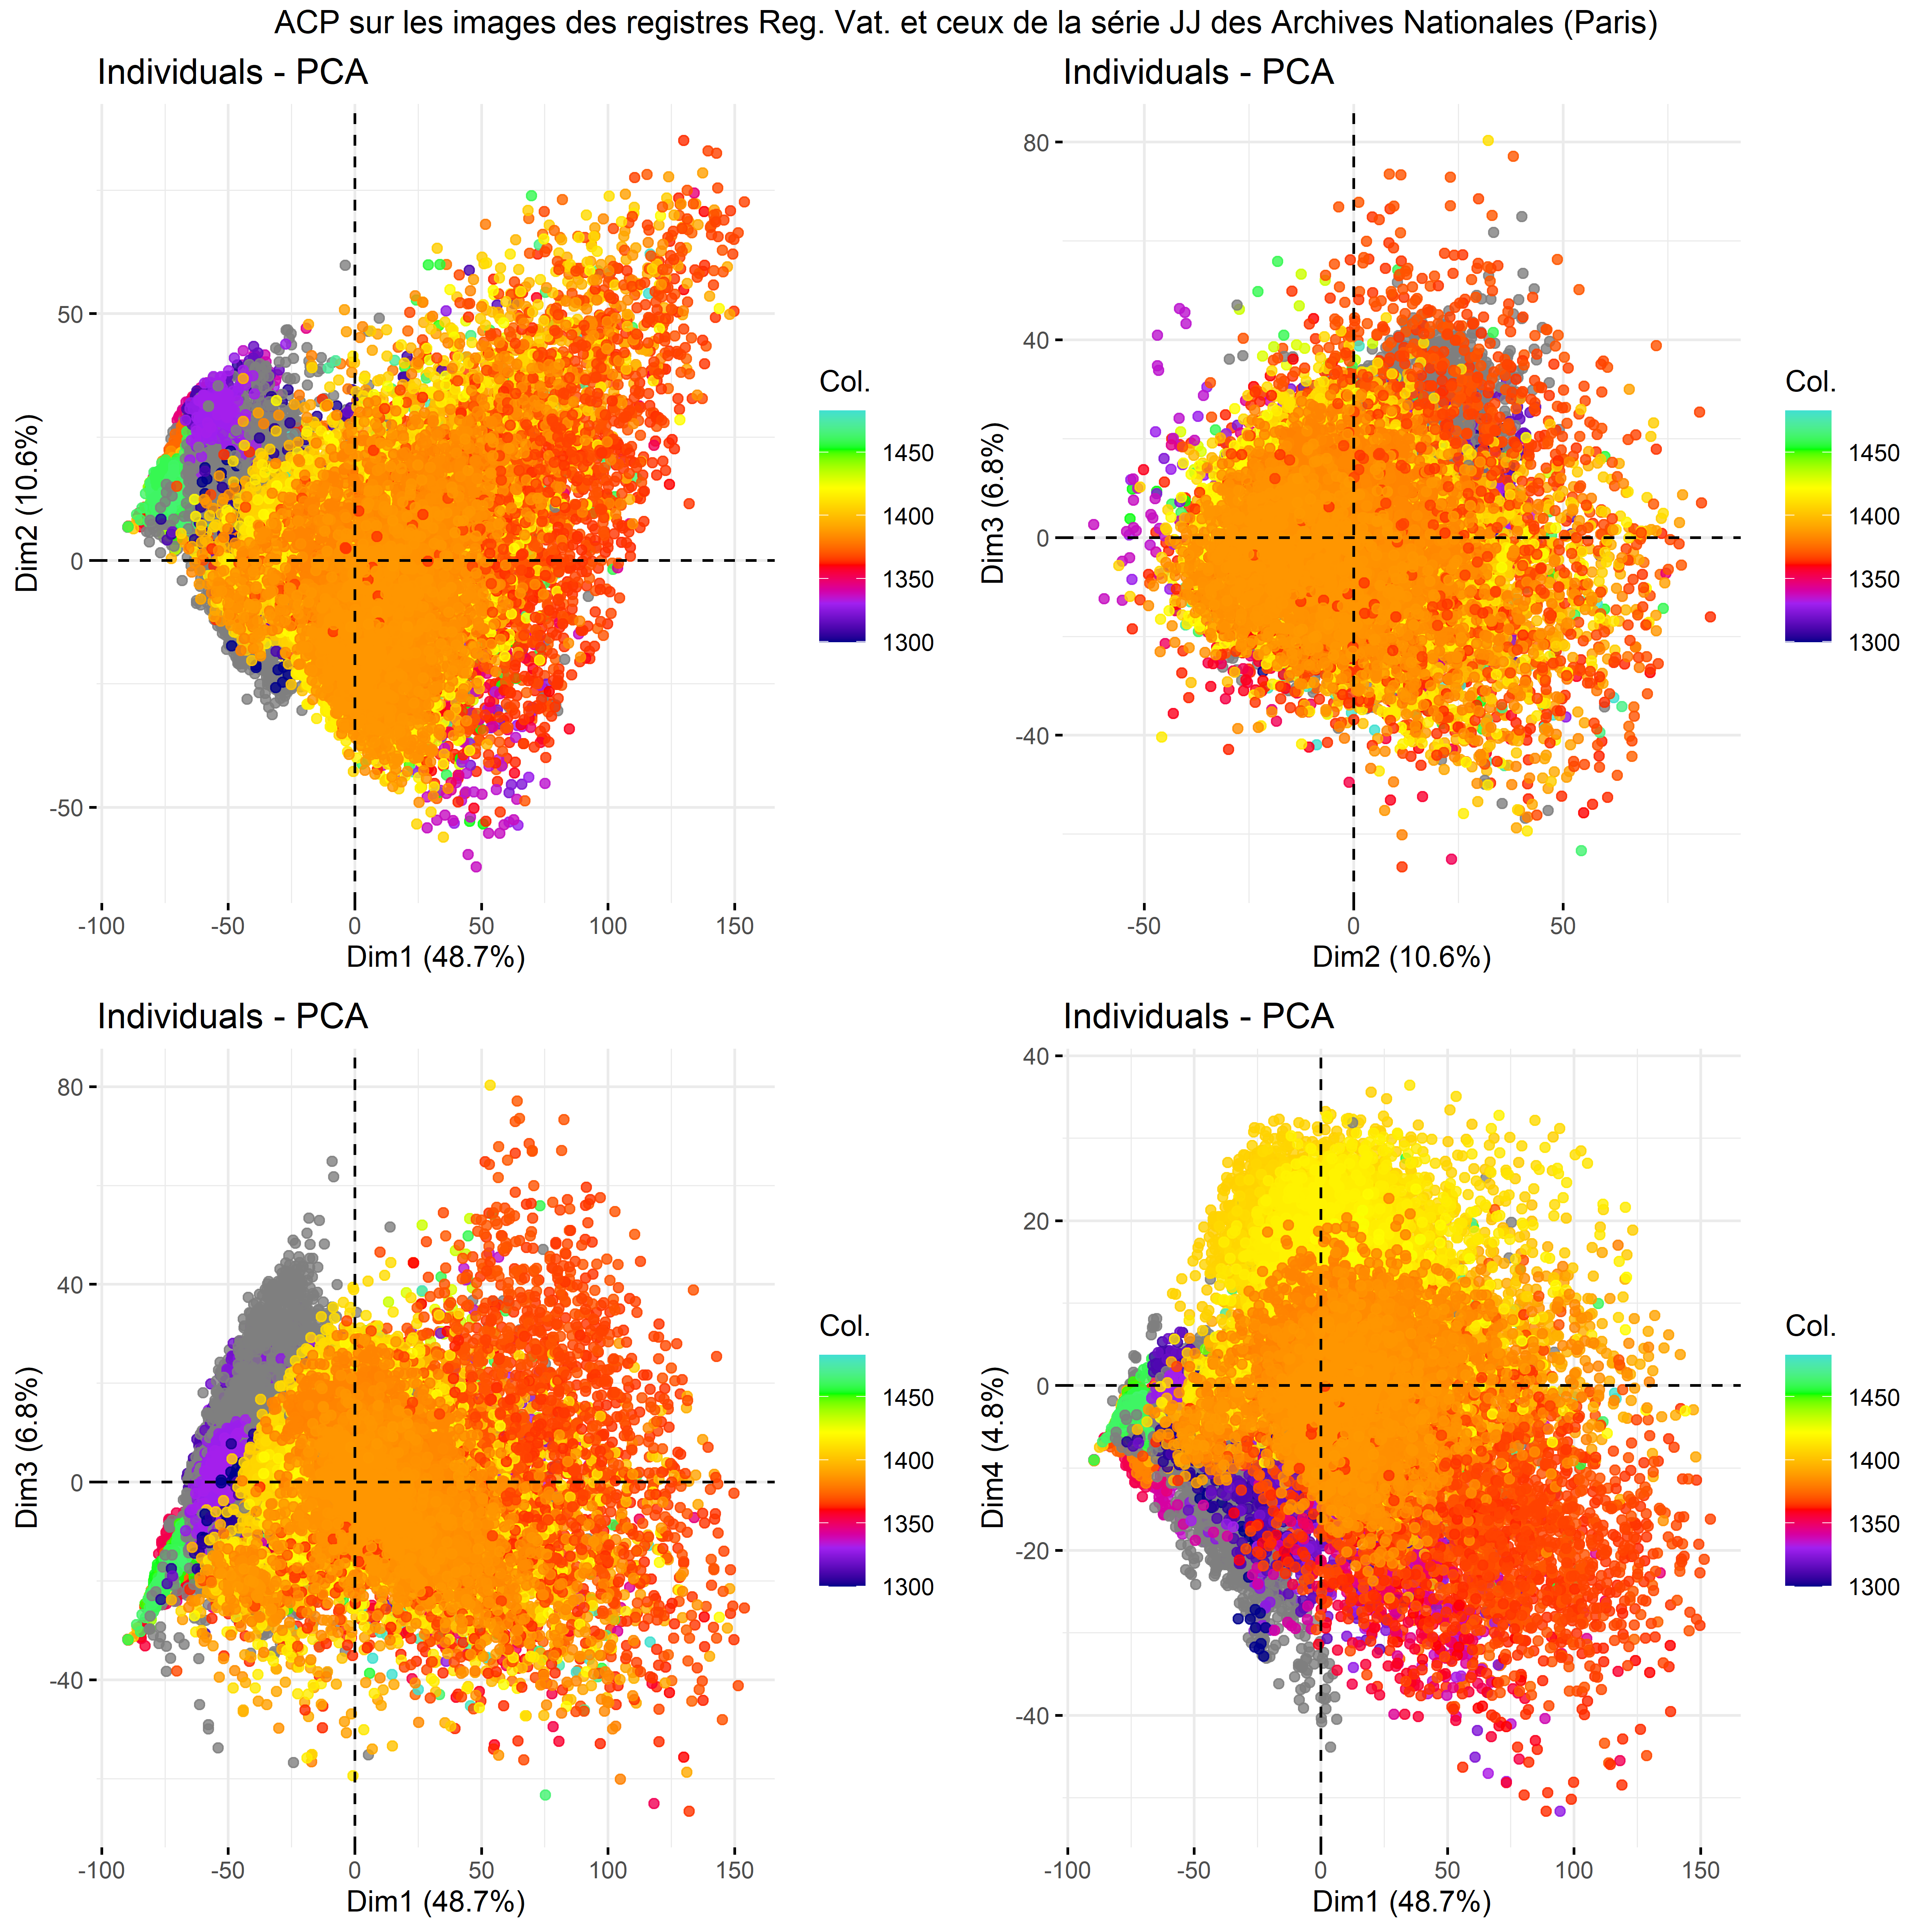 ACP sur les images des registres Reg. Vat. et ceux de la série JJ des Archives Nationales (Paris)
Individuals - PCA
Dim2 (10.6%)
50
0
-50
-100 -50 0 50 100 150
Dim1 (48.7%)
Col.
1450
1400
1350
1300
Individuals - PCA
Dim3 (6.8%)
80
40
0
-40
-50 0 50
Dim2 (10.6%)
Col.
1450
1400
1350
1300
Individuals - PCA
Dim3 (6.8%)
80
40
0
-40
-100 -50 0 50 100 150
Dim1 (48.7%)
Col.
1450
1400
1350
1300
Individuals - PCA
Dim4 (4.8%)
40
20
0
-20
-40
-100 -50 0 50 100 150
Dim1 (48.7%)
Col.
1450
1400
1350
1300